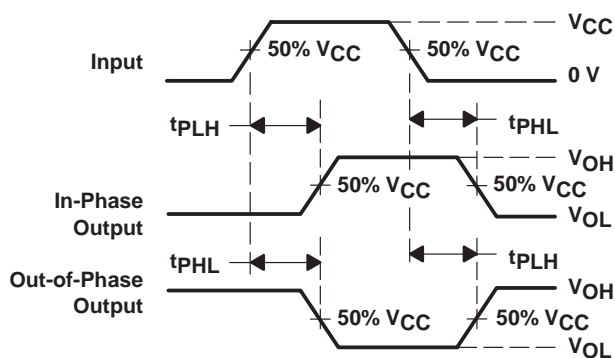 VCC
Input
50% VCC
50% VCC
0 V
tPLH
tPHL
VOH
In-Phase
Output
50% VCC
50% VCC
VOL
tPHL
tPLH
Out-of-Phase
Output
VOH
50% VCC
50% VCC
VOL